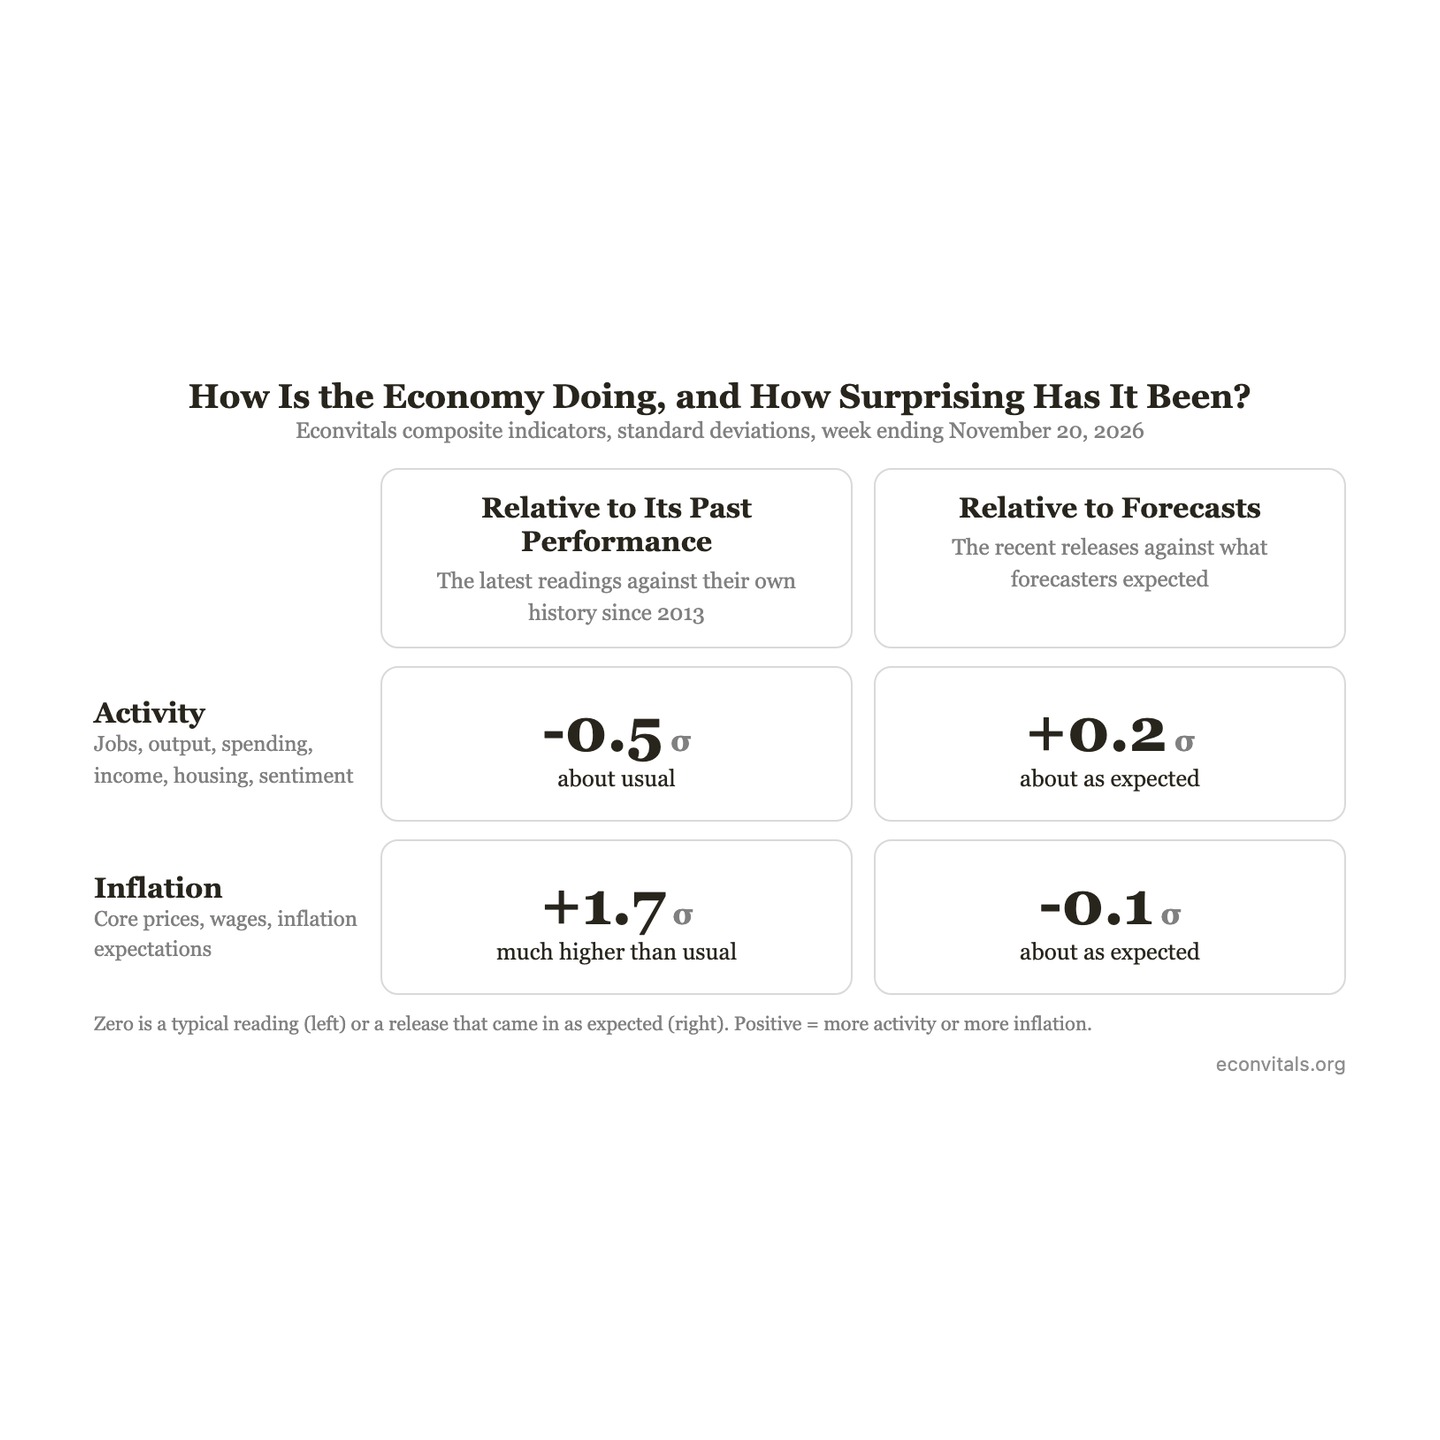 How Is the Economy Doing, and How Surprising Has It Been?
Econvitals composite indicators, standard deviations, week ending November 20, 2026
Relative to Its Past
Performance
The latest readings against their own
history since 2013
Relative to Forecasts
The recent releases against what
forecasters expected
Activity
Jobs, output, spending,
income, housing, sentiment
-0.5 σ
about usual
+0.2 σ
about as expected
Inflation
Core prices, wages, inflation
expectations
+1.7 σ
much higher than usual
-0.1 σ
about as expected
Zero is a typical reading (left) or a release that came in as expected (right). Positive = more activity or more inflation.
econvitals.org